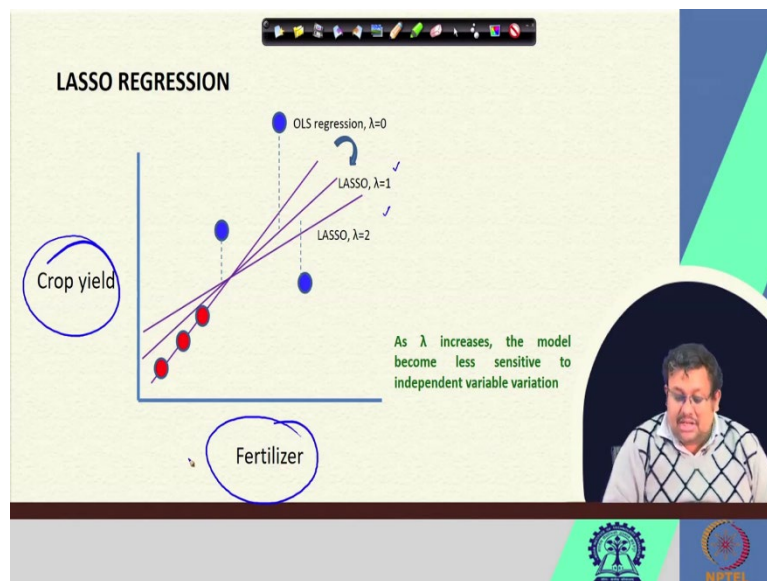 LASSO REGRESSION
OLS regression, λ=0
LASSO, λ=1
LASSO, λ=2
Crop yield
As λ increases, the model
become less sensitive to
independent variable variation
Fertilizer
NPTEL